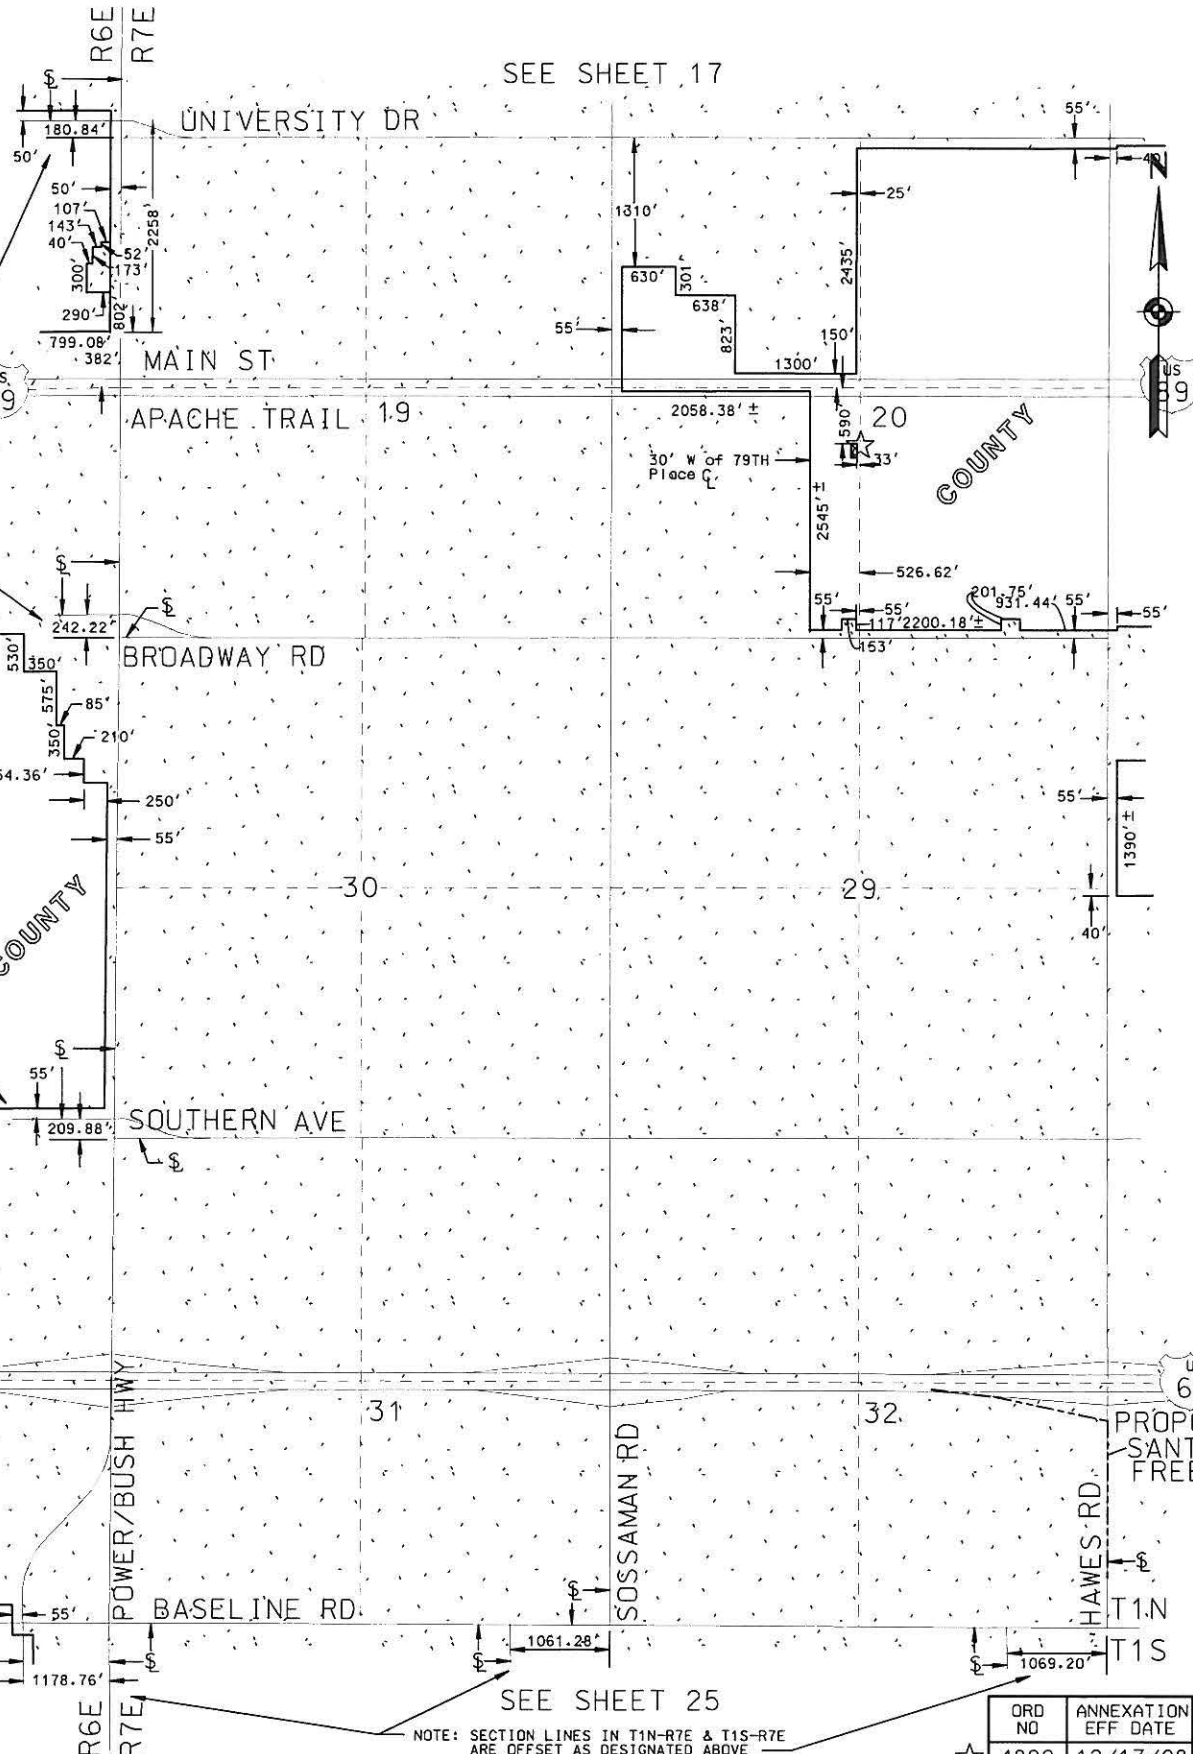 R6E
R7E
SEE SHEET 17
UNIVERSITY DR
180.84'
50'
50'
107'
143'
40'
52'
173'
300'
290'
802'
2258'
799.08'
382'
55'
25'
1310'
630'
301'
638'
823'
55'
2435'
150'
1300'
N
US
89
MAIN ST
APACHE TRAIL
19
2058.38' ±
590'
20
33'
30' W of 79TH
Place
2545' ±
COUNTY
526.62'
201.75'
931.44'
55'
55'
55'
55'
117'
2200.18' ±
153'
242.22'
BROADWAY RD
530'
350'
575'
85'
350'
210'
54.36'
250'
55'
55'
1390' ±
40'
30
29
COUNTY
55'
209.88'
SOUTHERN AVE
31
32
6
POWER/BUSH HWY
SOSSAMAN RD
HAWES RD
55'
BASELINE RD
T1N
T1S
1178.76'
1061.28'
1069.20'
SEE SHEET 25
R6E
R7E
NOTE: SECTION LINES IN T1N-R7E & T1S-R7E
ARE OFFSET AS DESIGNATED ABOVE
ORD
NO
ANNEXATION
EFF DATE